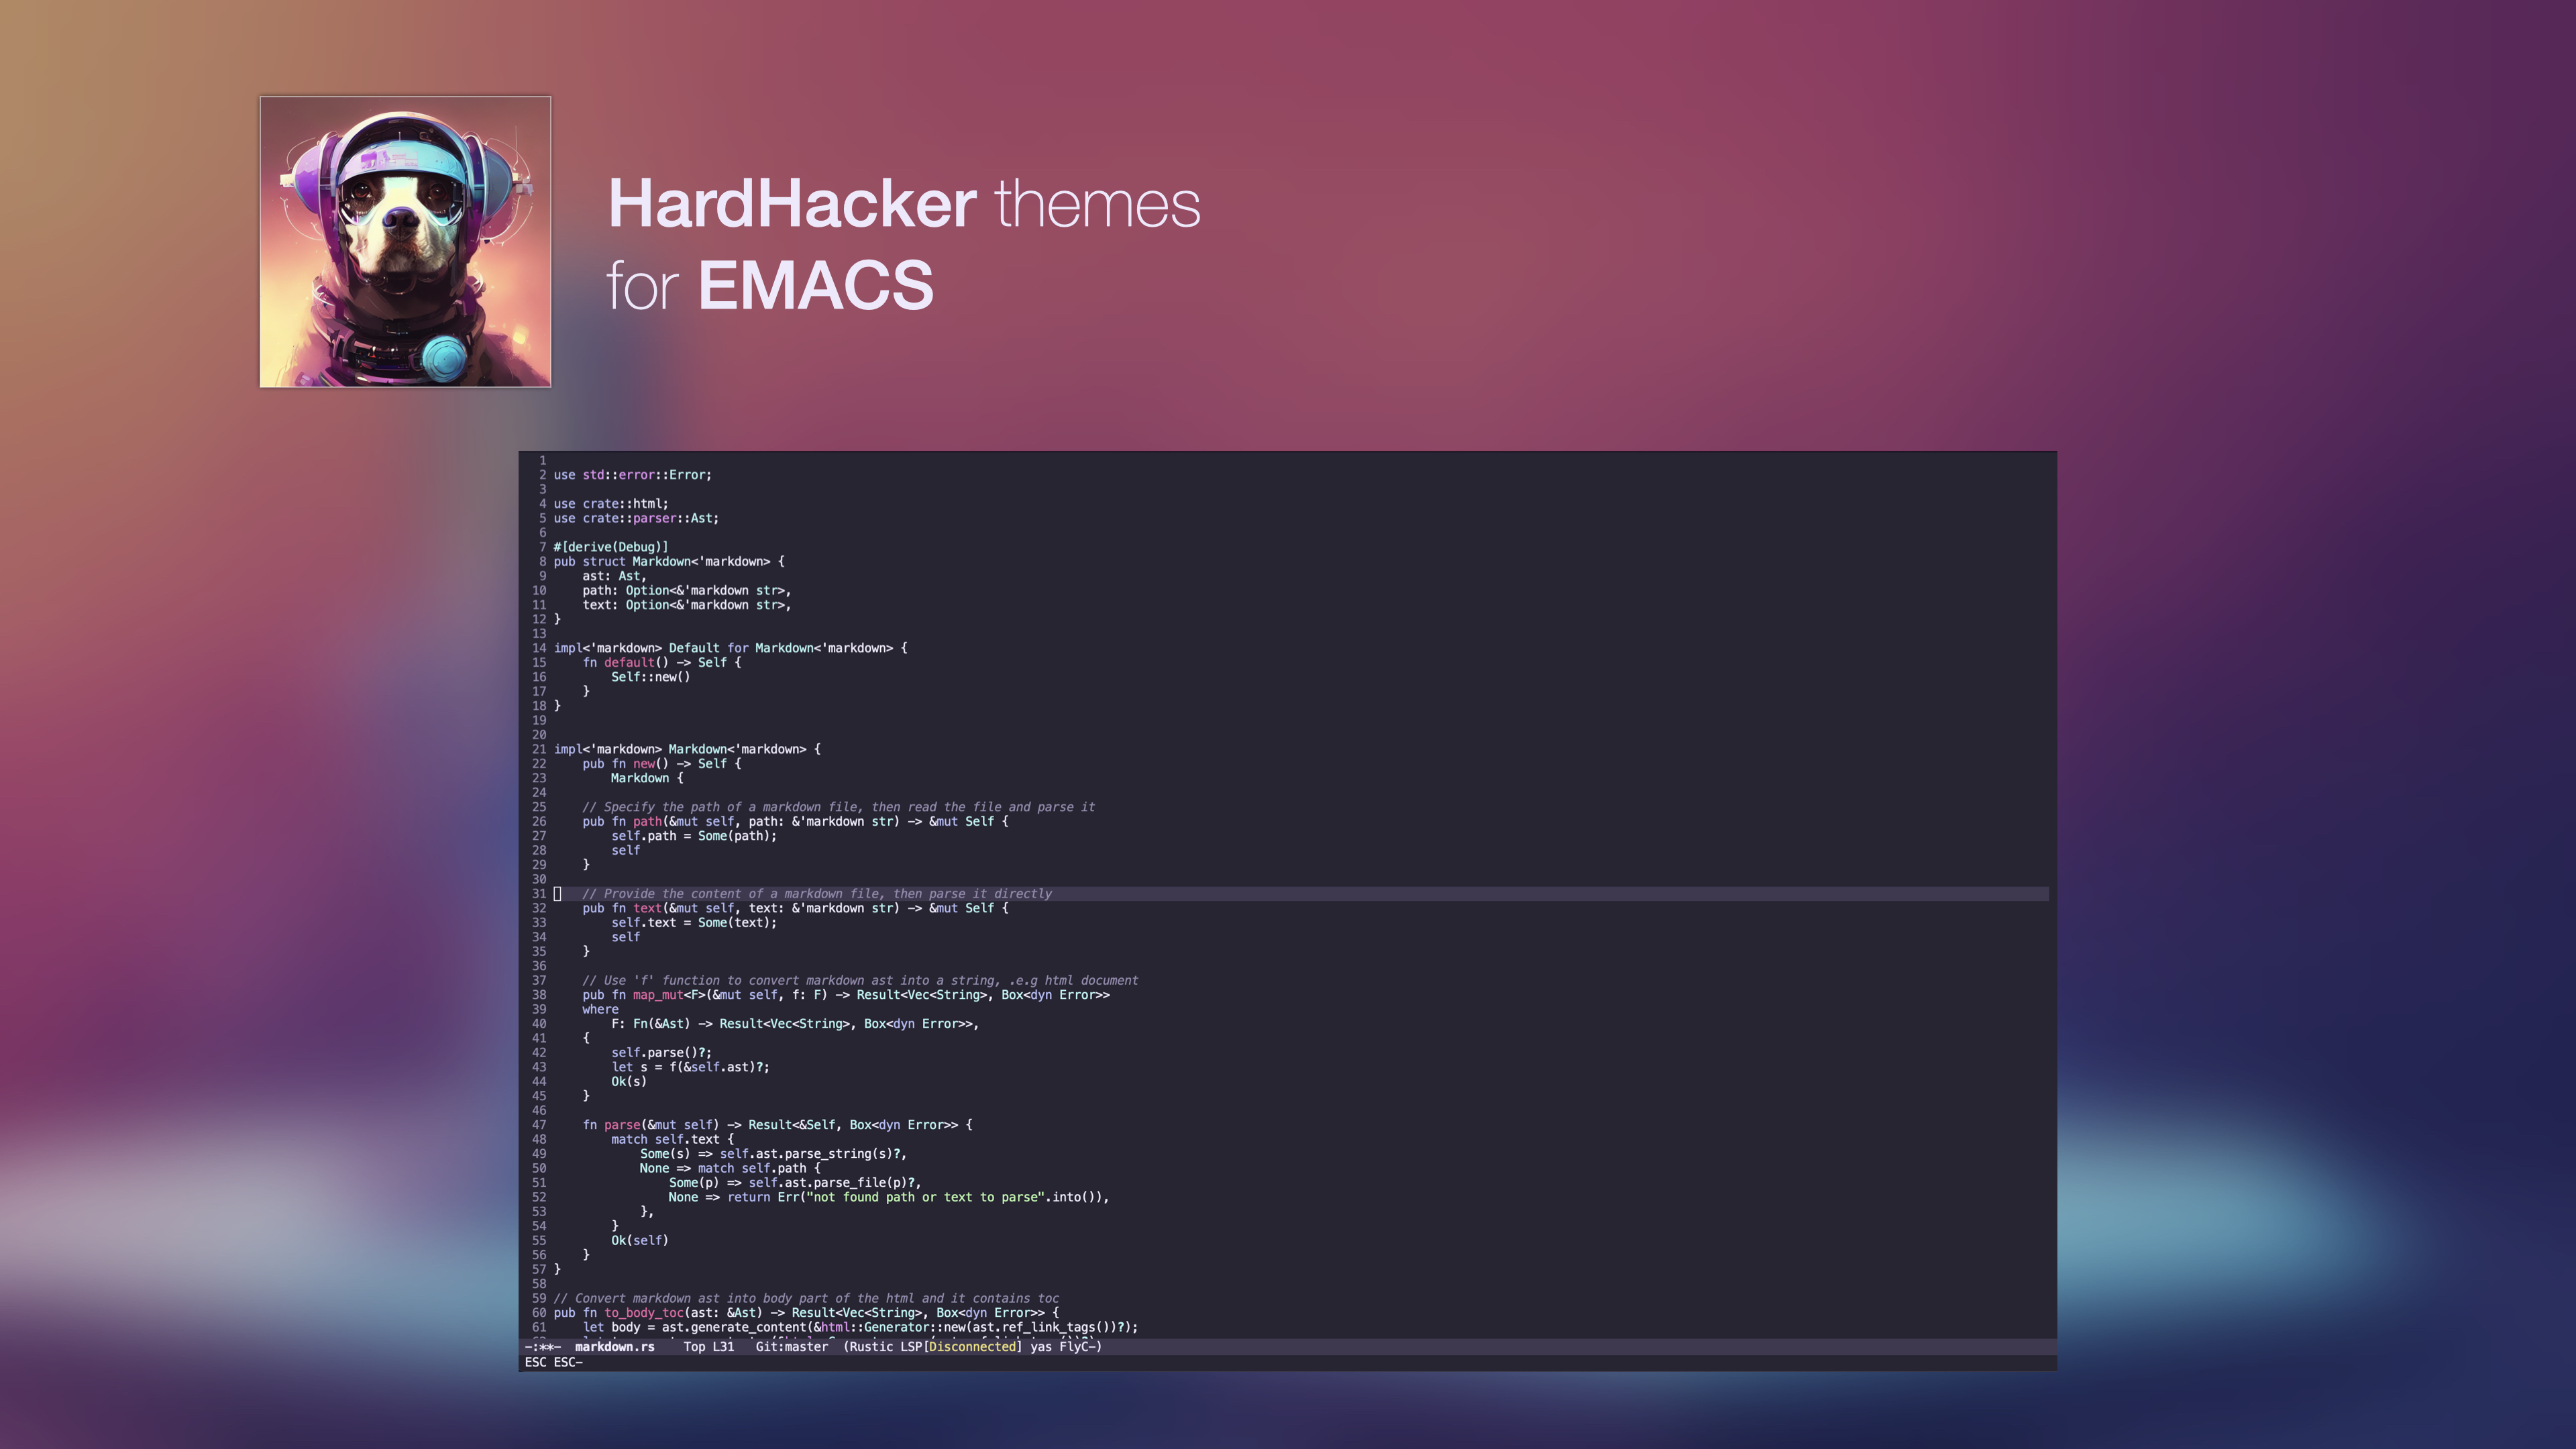 HardHacker themes
for EMACS
1
2 use std::error::Error;
3
4 use crate::html;
5 use crate::parser::Ast;
6
7 #[derive(Debug)]
8 pub struct Markdown<'markdown> {
9     ast: Ast,
10     path: Option<&'markdown str>,
11     text: Option<&'markdown str>,
12 }
13
14 impl<'markdown> Default for Markdown<'markdown> {
15     fn default() -> Self {
16         Self::new()
17     }
18 }
19
20
21 impl<'markdown> Markdown<'markdown> {
22     pub fn new() -> Self {
23         Markdown {
24
25     // Specify the path of a markdown file, then read the file and parse it
26     pub fn path(&mut self, path: &'markdown str) -> &mut Self {
27         self.path = Some(path);
28         self
29     }
30
31     // Provide the content of a markdown file, then parse it directly
32     pub fn text(&mut self, text: &'markdown str) -> &mut Self {
33         self.text = Some(text);
34         self
35     }
36
37     // Use 'f' function to convert markdown ast into a string, .e.g html document
38     pub fn map_mut<F>(&mut self, f: F) -> Result<Vec<String>, Box<dyn Error>>
39     where
40         F: Fn(&Ast) -> Result<Vec<String>, Box<dyn Error>>,
41     {
42         self.parse()?;
43         let s = f(&self.ast)?;
44         Ok(s)
45     }
46
47     fn parse(&mut self) -> Result<&Self, Box<dyn Error>> {
48         match self.text {
49             Some(s) => self.ast.parse_string(s)?,
50             None => match self.path {
51                 Some(p) => self.ast.parse_file(p)?,
52                 None => return Err("not found path or text to parse".into()),
53             },
54         }
55         Ok(self)
56     }
57 }
58
59 // Convert markdown ast into body part of the html and it contains toc
60 pub fn to_body_toc(ast: &Ast) -> Result<Vec<String>, Box<dyn Error>> {
61     let body = ast.generate_content(&html::Generator::new(ast.ref_link_tags())?);
-:**-  markdown.rs    Top L31   Git:master  (Rustic LSP[Disconnected] yas FlyC-)
ESC ESC-